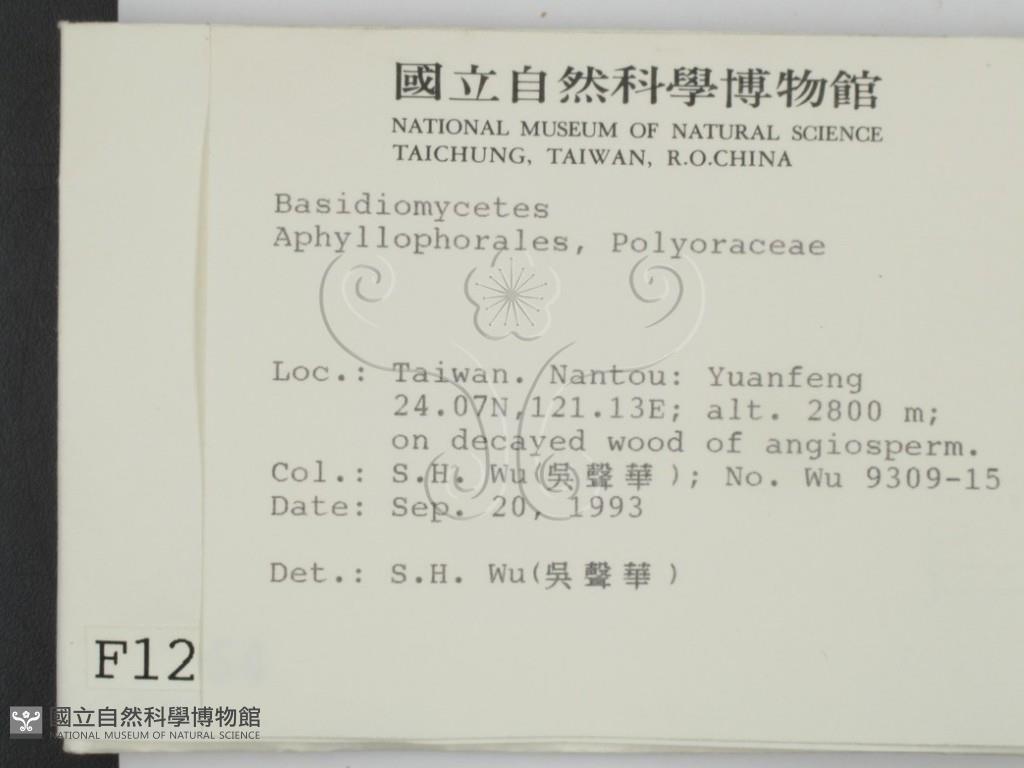 國立自然科學博物館
NATIONAL MUSEUM OF NATURAL SCIENCE
TAICHUNG, TAIWAN, R.O.CHINA
Basidiomycetes
Aphyllophorales, Polyoraceae
Loc.: Taiwan. Nantou: Yuanfeng
24.07N,121.13E; alt. 2800 m;
on decayed wood of angiosperm.
Col.: S.H. Wu(吳聲華); No. Wu 9309-15
Date: Sep. 20, 1993
Det.: S.H. Wu(吳聲華)
F12
國立自然科學博物館
NATIONAL MUSEUM OF NATURAL SCIENCE